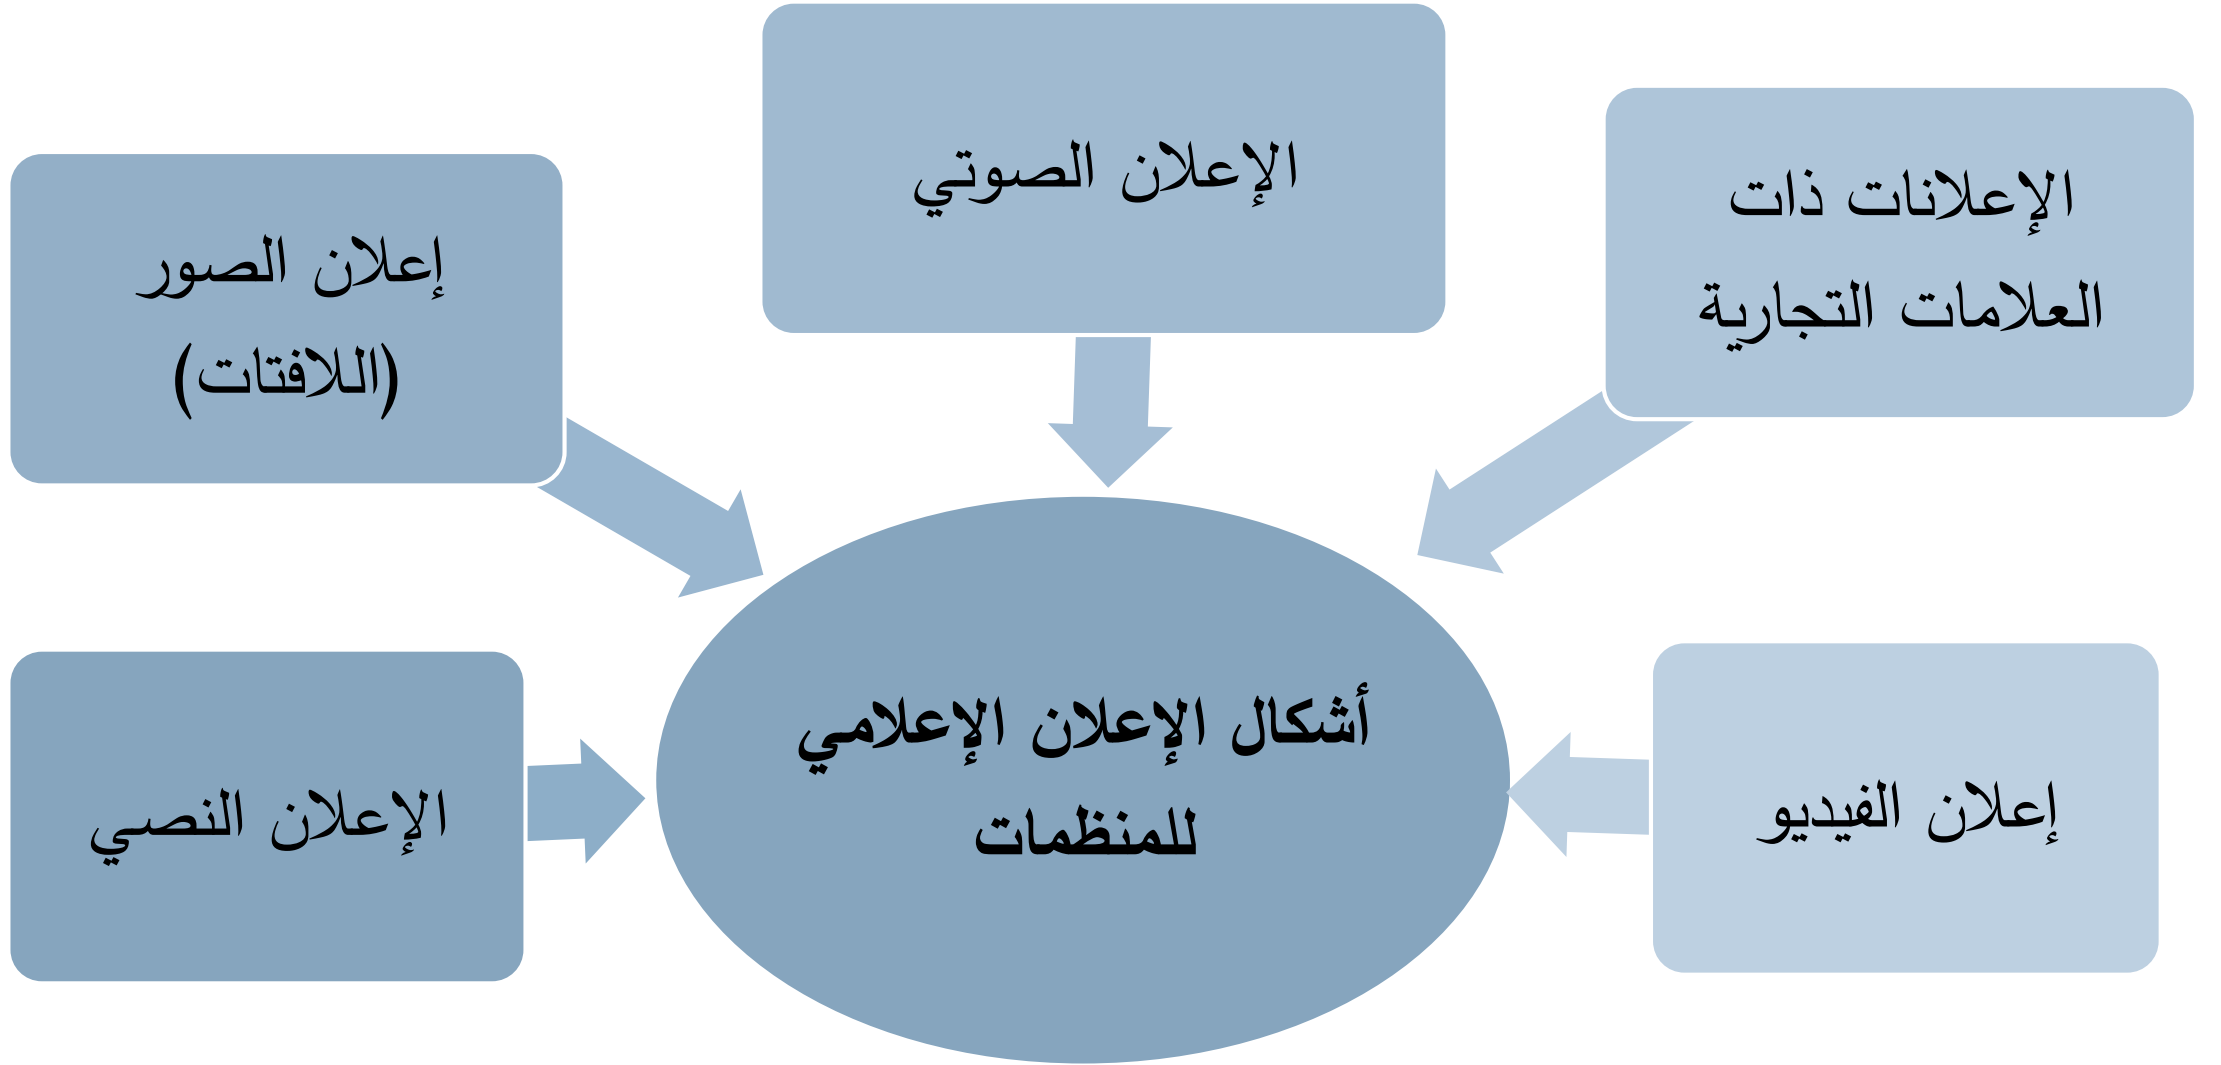 الإعلان الصوتي
الإعلانات ذات
العلامات التجارية
إعلان الصور
(اللافتات)
أشكال الإعلان الإعلامي
للمنظمات
إعلان الفيديو
الإعلان النصي